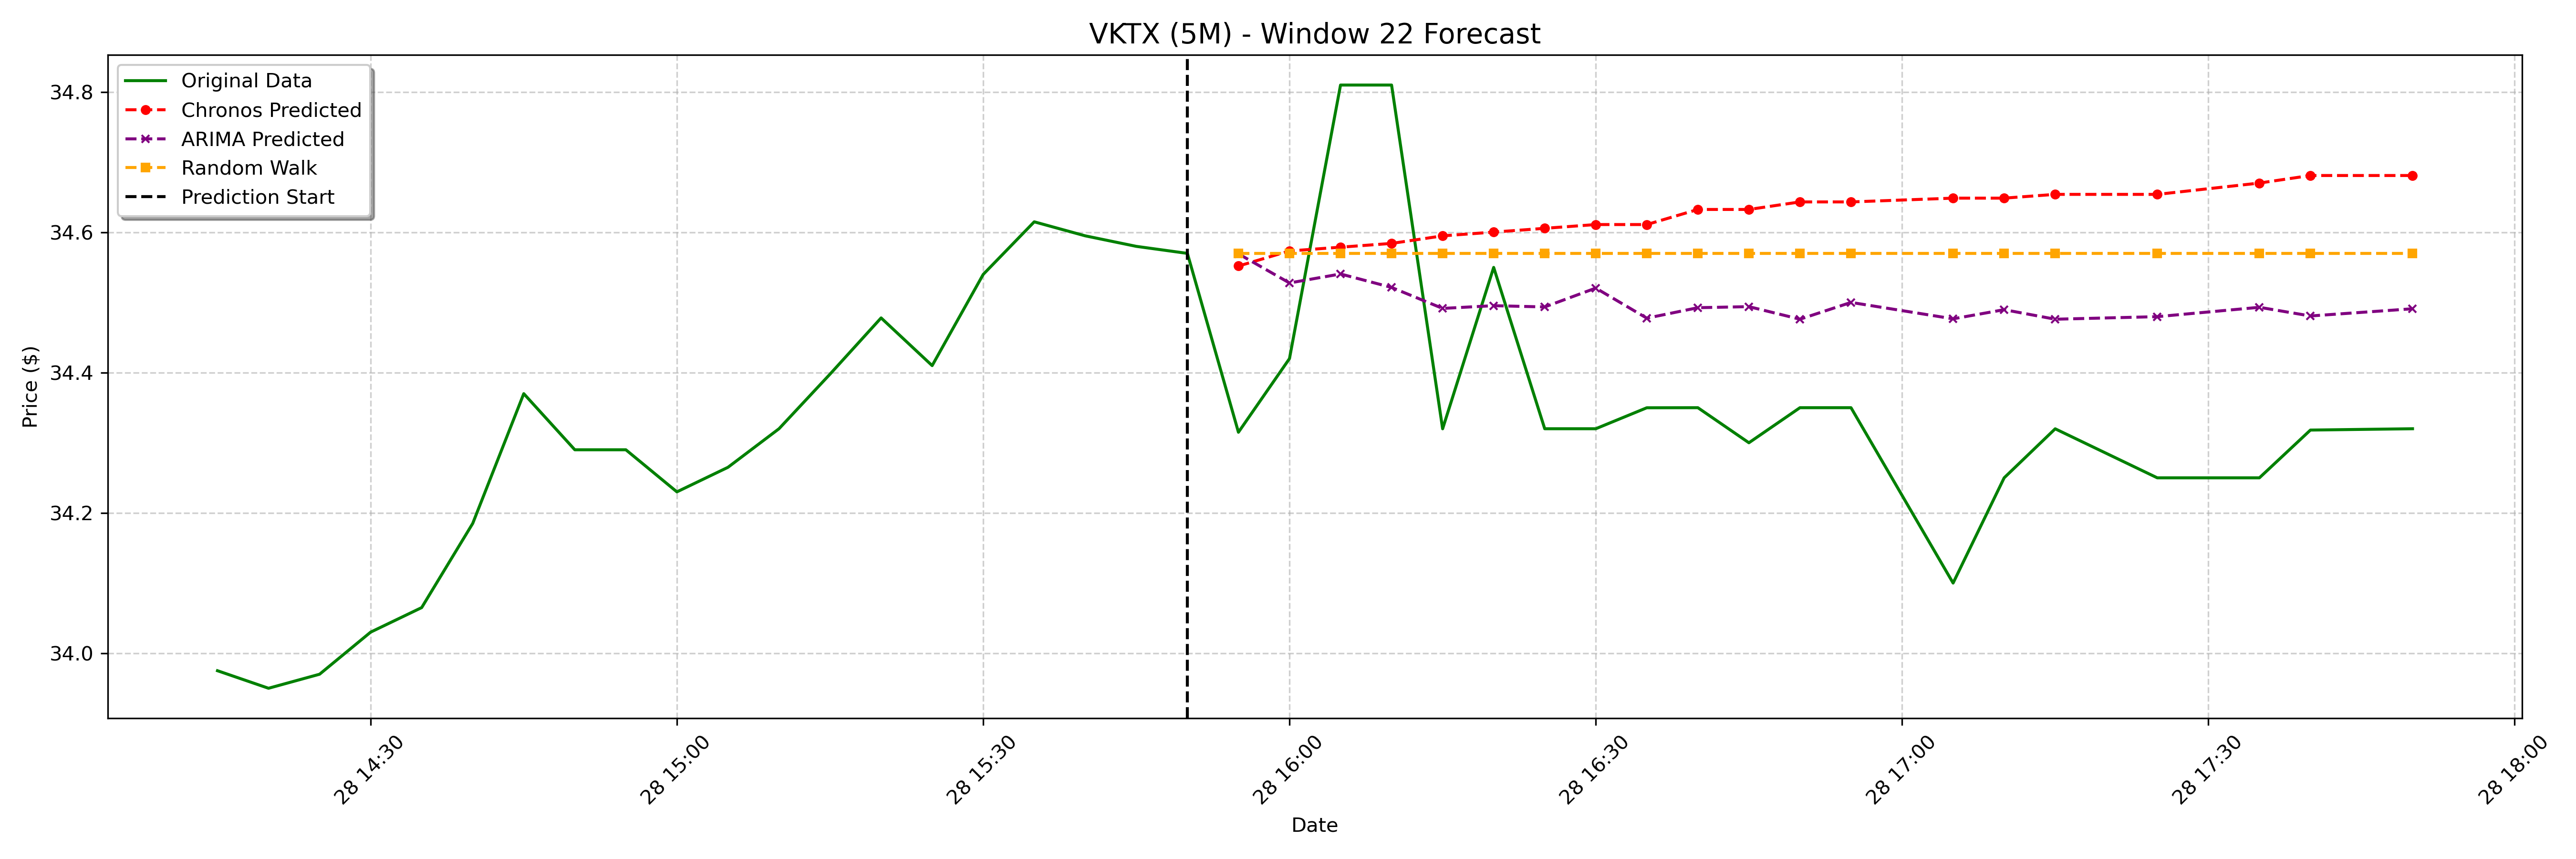 VKTX (5M) - Window 22 Forecast
Original Data
Chronos Predicted
ARIMA Predicted
Random Walk
Prediction Start
Price ($)
34.8
34.6
34.4
34.2
34.0
28 14:30
28 15:00
28 15:30
28 16:00
28 16:30
28 17:00
28 17:30
28 18:00
Date